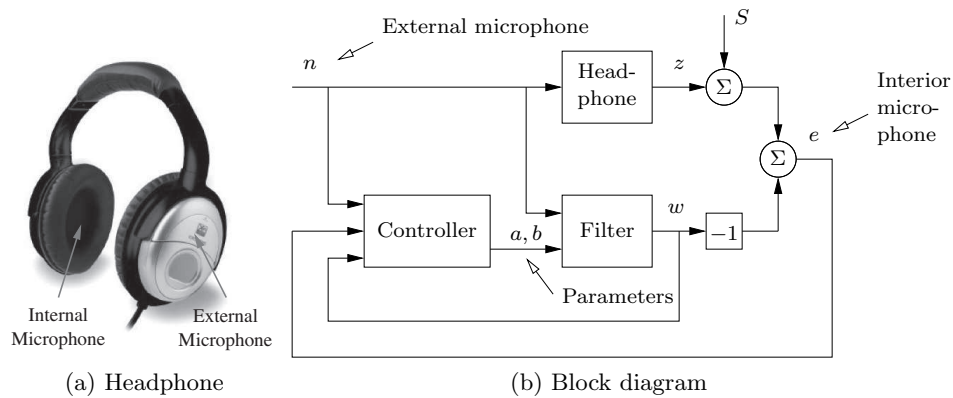 External microphone
n
Head-
phone
z
S
Σ
Interior
micro-
phone
e
Σ
Controller
a, b
Filter
w
−1
Parameters
Internal
Microphone
External
Microphone
(a) Headphone
(b) Block diagram